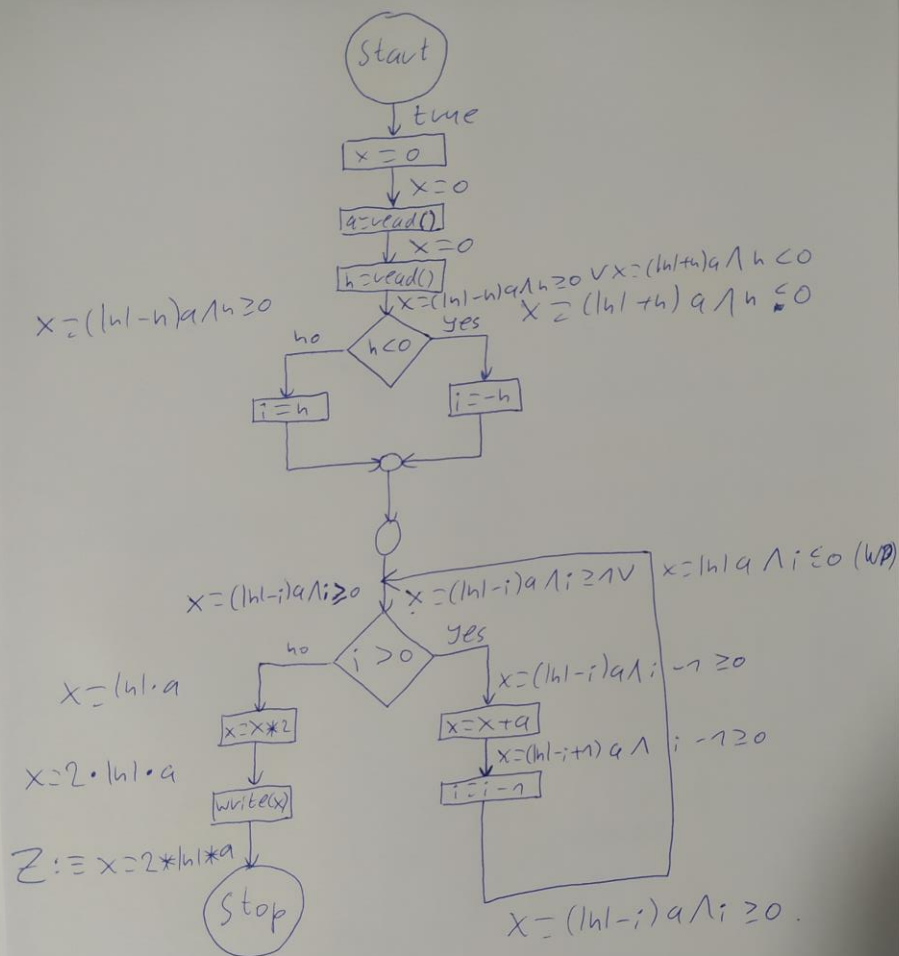 Start
true
x = 0
x=0
a=read()
x=0
n=read()
x=(|n|-n)a∧n≥0 ∨ x=(|n|+n)a∧n<0
x=(|n|-n)a∧n≥0
x=(|n|+n)a∧n≤0
no
n<0
yes
i=n
i=-n
x=|n|a∧i≤0 (WP)
x=(|n|-i)a∧i≥0
x=(|n|-i)a∧i≥1∨
no
i>0
yes
x=|n|·a
x=(|n|-i)a∧i-1≥0
x=x*2
x=x+a
x=2·|n|·a
x=(|n|-i+1)a∧i-1≥0
write(x)
i=i-1
Z:≡x=2*|n|*a
Stop
x=(|n|-i)a∧i≥0.